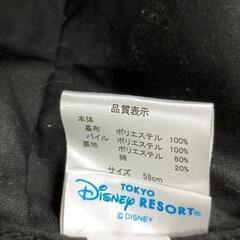 品質表示
本体
基布 ポリエステル 100%
パイル ポリエステル 100%
裏地 ポリエステル 80%
綿 20%
サイズ 58cm
TOKYO
Disney RESORT®
© DISNEY